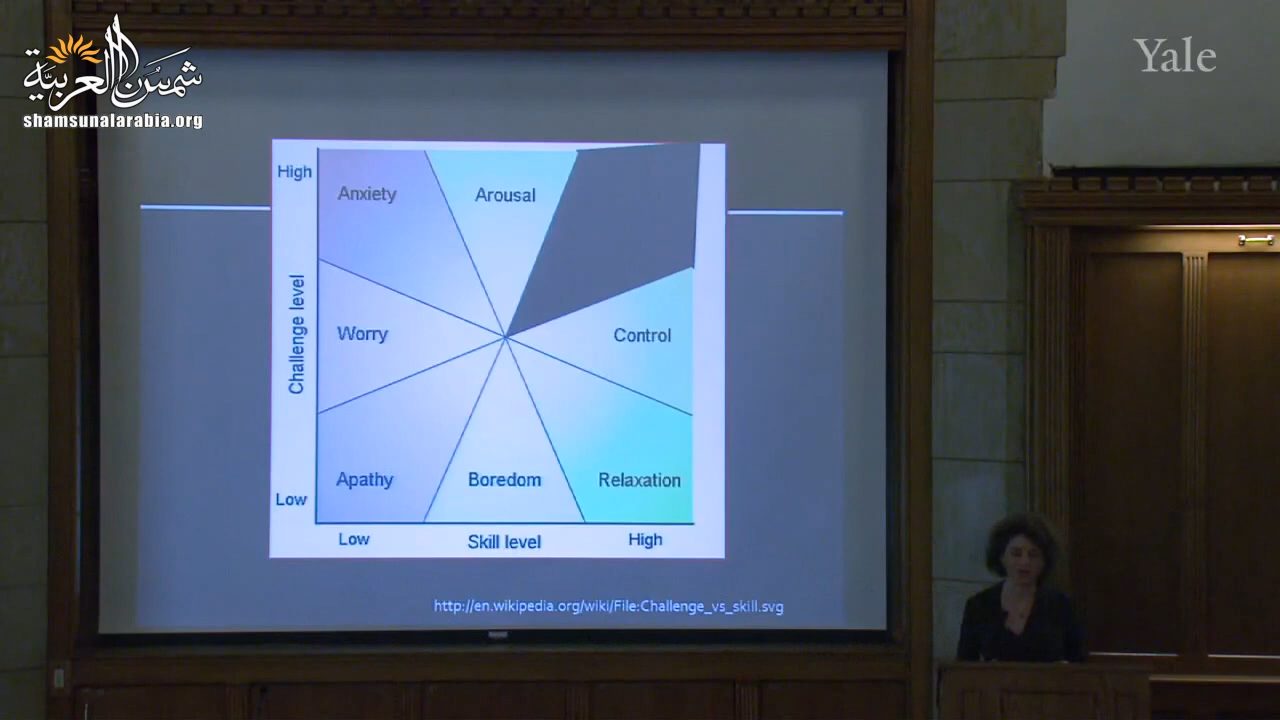 شمس العربية
shamsunalarabia.org
Yale
High
Anxiety
Arousal
Challenge level
Worry
Control
Apathy
Boredom
Relaxation
Low
Low
Skill level
High
http://en.wikipedia.org/wiki/File:Challenge_vs_skill.svg